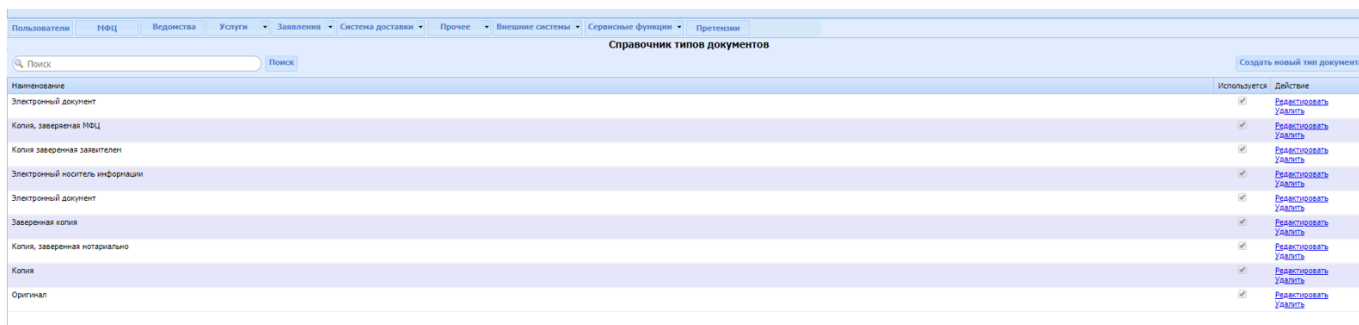 Пользователи МФЦ Ведомства Услуги Заявления Система доставки Прочее Внешние системы Сервисные функции Претензии
Справочник типов документов
Поиск Поиск Создать новый тип документа
Наименование Используется Действие
Электронный документ Редактировать
Удалить
Копия, заверяемая МФЦ Редактировать
Удалить
Копия заверенная заявителем Редактировать
Удалить
Электронный носитель информации Редактировать
Удалить
Электронный документ Редактировать
Удалить
Заверенная копия Редактировать
Удалить
Копия, заверенная нотариально Редактировать
Удалить
Копия Редактировать
Удалить
Оригинал Редактировать
Удалить